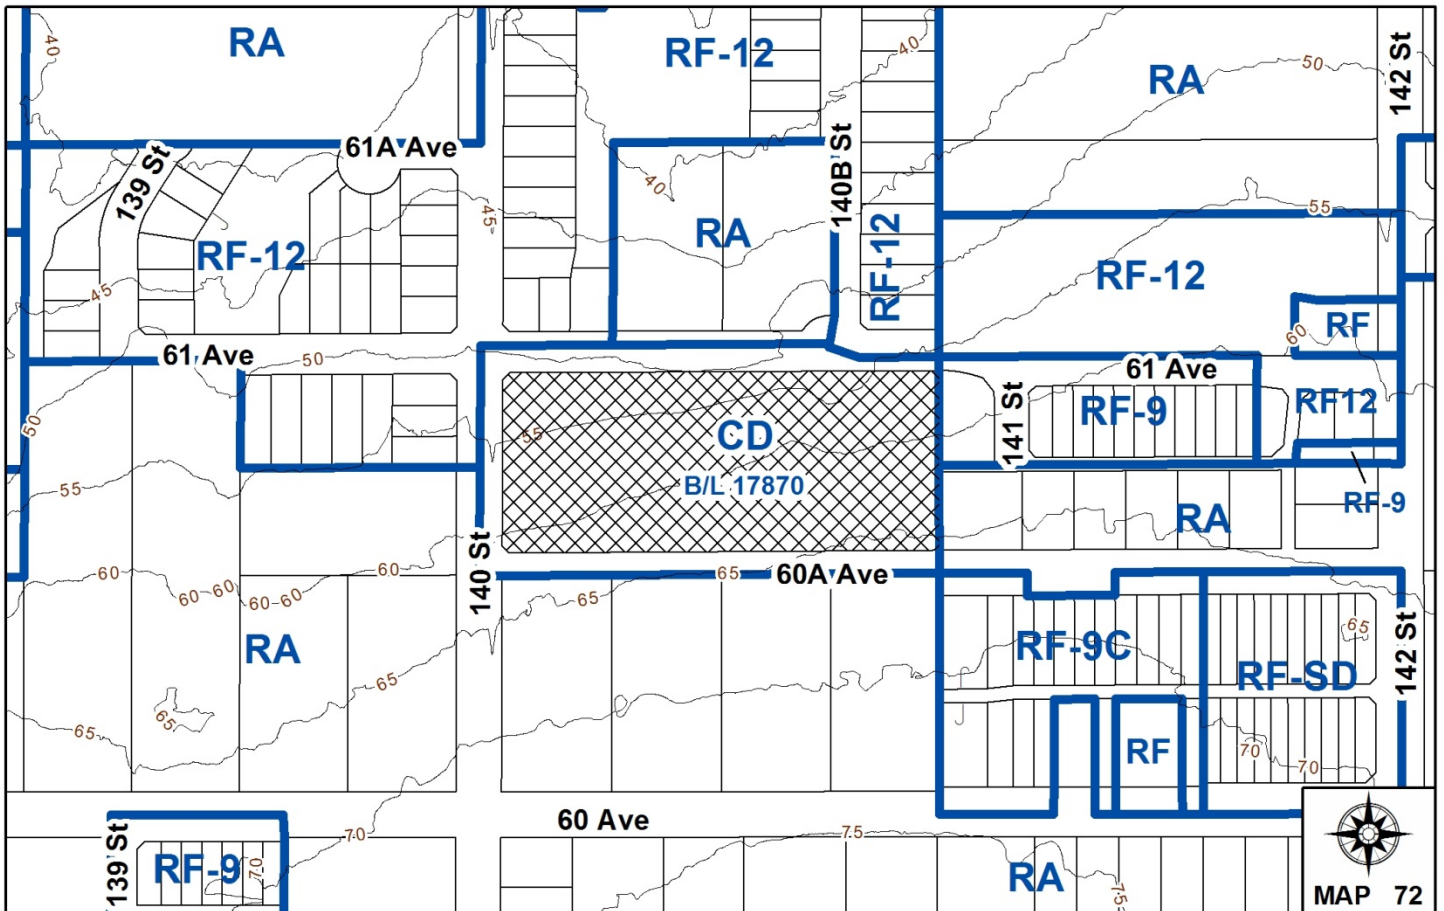 40
RA
RF-12
40
RA
50
142 St
61A Ave
139 St
40
140B St
RF-12
45
RA
RF-12
55
RF-12
45
RF
60
61 Ave
50
61 Ave
50
55
CD
141 St
RF-9
RF12
B/L 17870
55
RA
RF-9
140 St
60
60
60
60
60
60
65
65
60A Ave
RA
65
65
RF-9C
RF-SD
65
142 St
65
65
RF
70
70
139 St
RF-9
70
70
60 Ave
75
RA
75
MAP 72